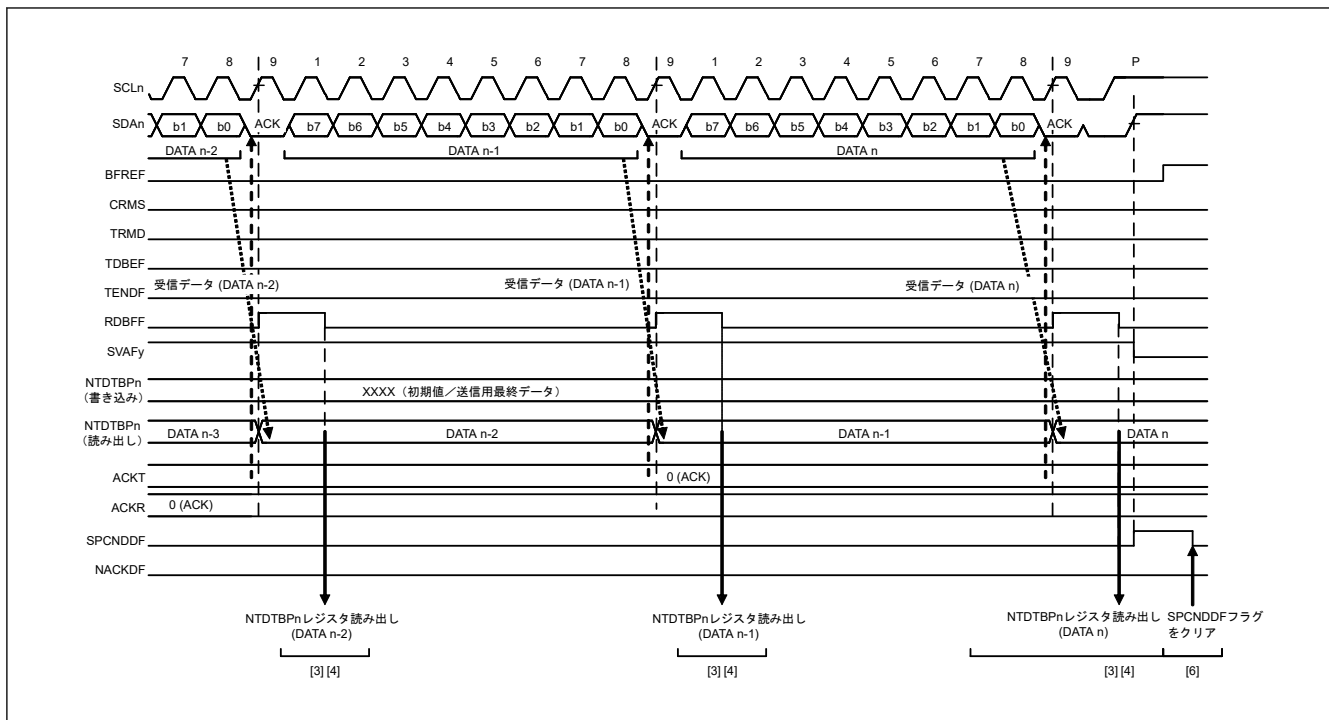 7 8 9 1 2 3 4 5 6 7 8 9 1 2 3 4 5 6 7 8 9 P
SCLn
SDAn b1 b0 ACK b7 b6 b5 b4 b3 b2 b1 b0 ACK b7 b6 b5 b4 b3 b2 b1 b0 ACK
DATA n-2 DATA n-1 DATA n
BFREF
CRMS
TRMD
TDBEF
受信データ (DATA n-2) 受信データ (DATA n-1) 受信データ (DATA n)
TENDF
RDBFF
SVAFy
NTDTBPn
（書き込み）
XXXX（初期値／送信用最終データ）
NTDTBPn
（読み出し）
DATA n-3 DATA n-2 DATA n-1 DATA n
ACKT 0 (ACK)
ACKR 0 (ACK)
SPCNDDF
NACKDF
NTDTBPnレジスタ読み出し
(DATA n-2)
NTDTBPnレジスタ読み出し
(DATA n-1)
NTDTBPnレジスタ読み出し
(DATA n)
SPCNDDFフラグ
をクリア
[3] [4] [3] [4] [3] [4] [6]